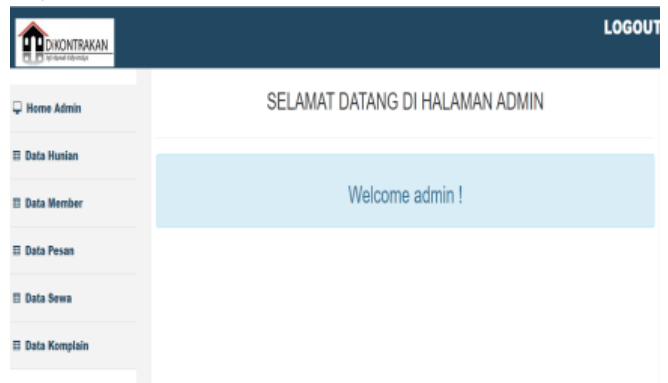 DIKONTRAKAN
LOGOUT
Home Admin
Data Hunian
Data Member
Data Pesan
Data Sewa
Data Komplain
SELAMAT DATANG DI HALAMAN ADMIN
Welcome admin !